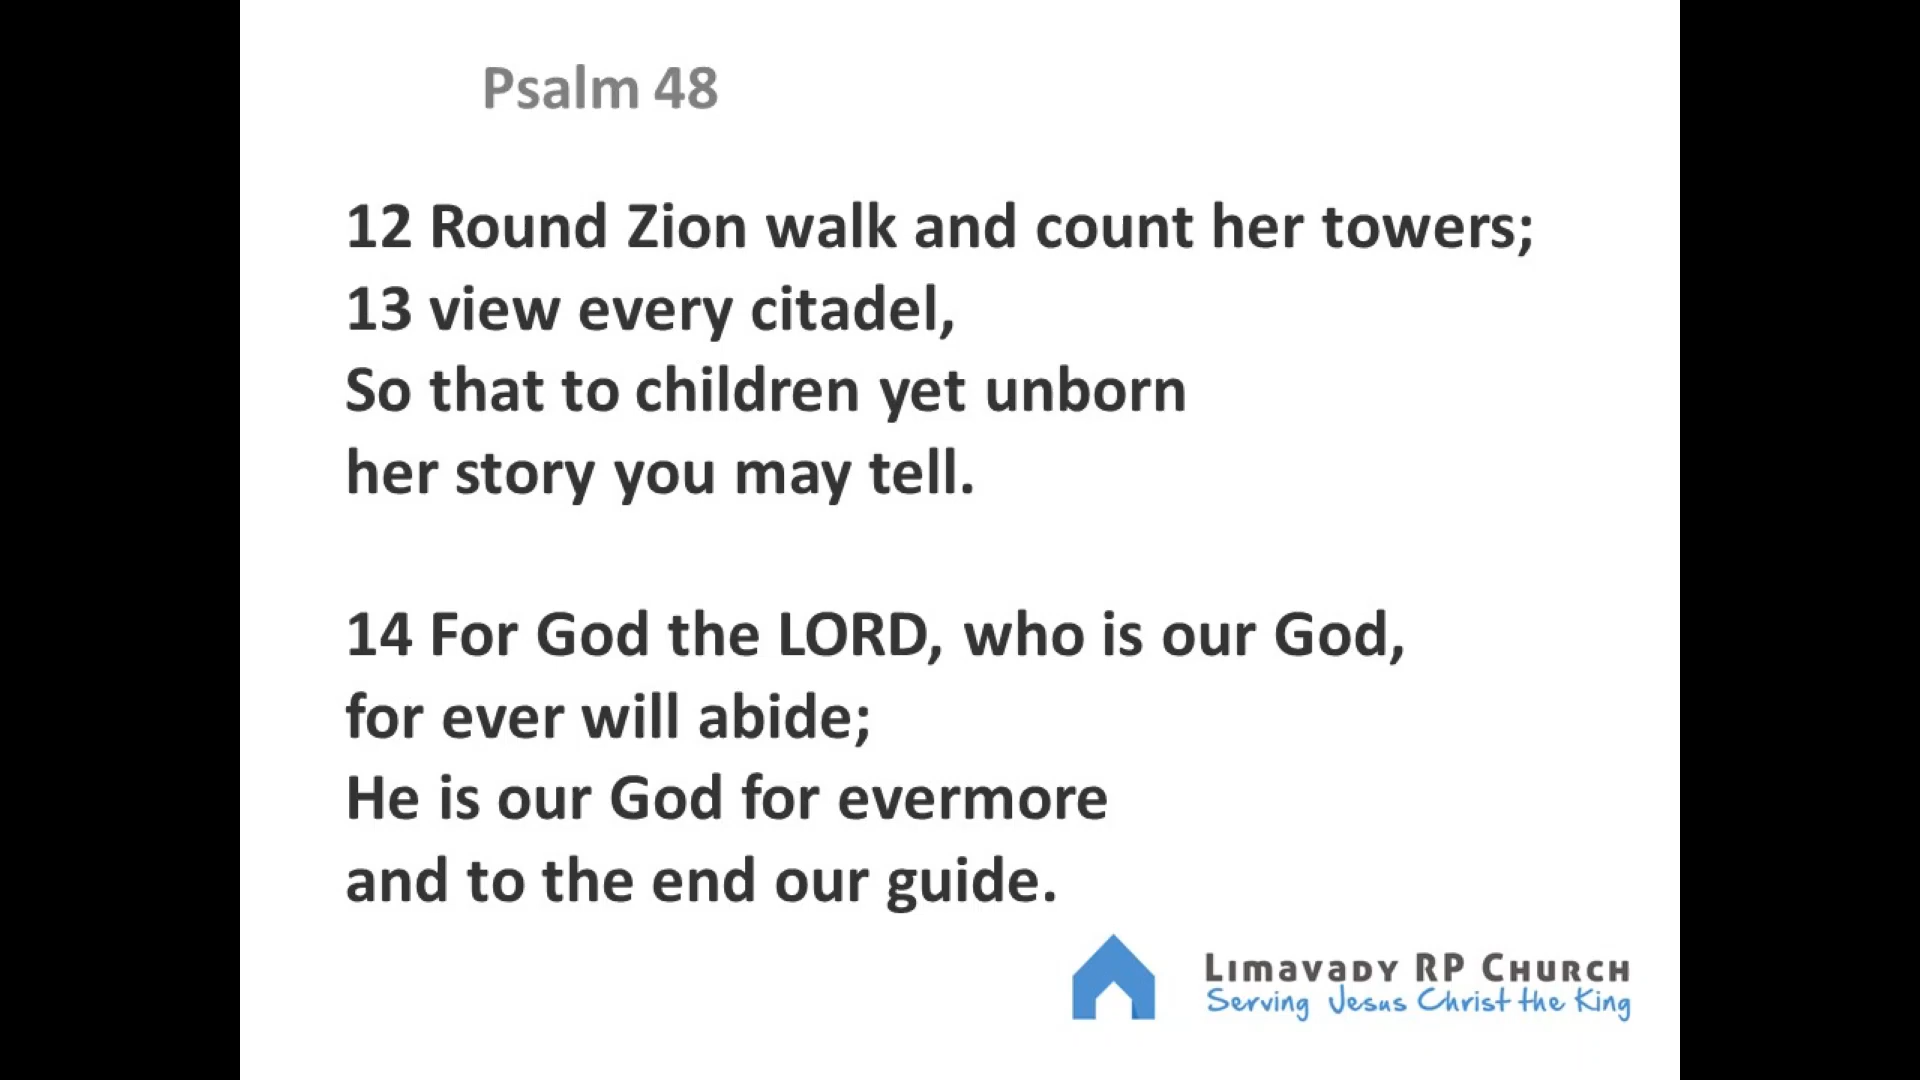 Psalm 48
12 Round Zion walk and count her towers;
13 view every citadel,
So that to children yet unborn
her story you may tell.
14 For God the LORD, who is our God,
for ever will abide;
He is our God for evermore
and to the end our guide.
Limavady RP Church
Serving Jesus Christ the King